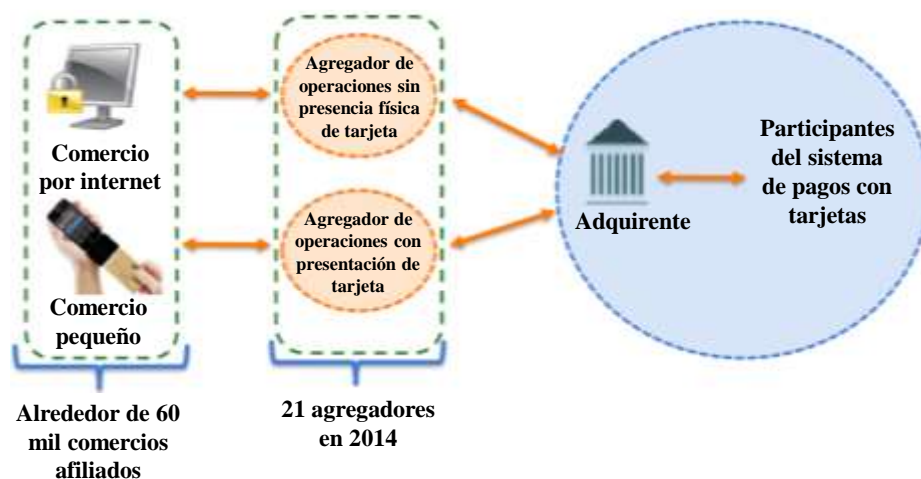 Comercio
por internet
Comercio
pequeño
Alrededor de 60
mil comercios
afiliados
Agregador de
operaciones sin
presencia física
de tarjeta
Agregador de
operaciones con
presentación de
tarjeta
21 agregadores
en 2014
Adquirente
Participantes
del sistema
de pagos con
tarjetas